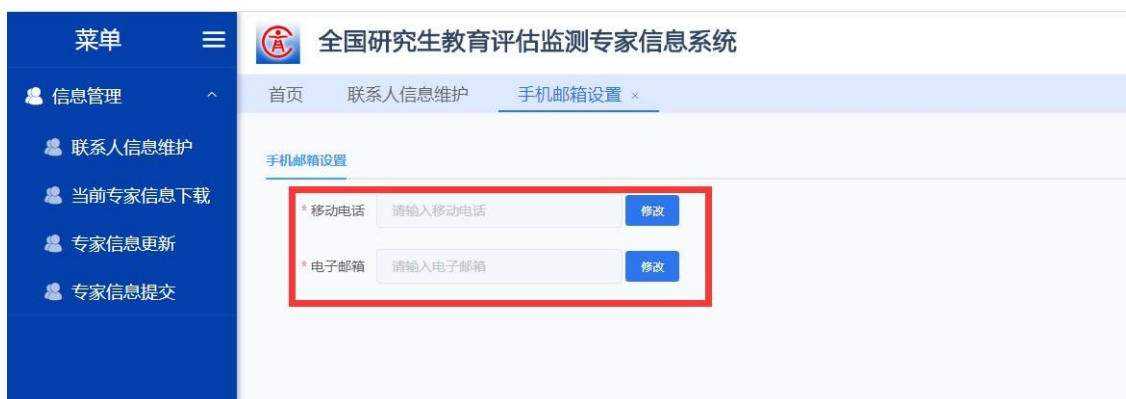 菜单
全国研究生教育评估监测专家信息系统
信息管理
联系人信息维护
当前专家信息下载
专家信息更新
专家信息提交
首页 联系人信息维护 手机邮箱设置 ×
手机邮箱设置
* 移动电话 请输入移动电话 修改
* 电子邮箱 请输入电子邮箱 修改